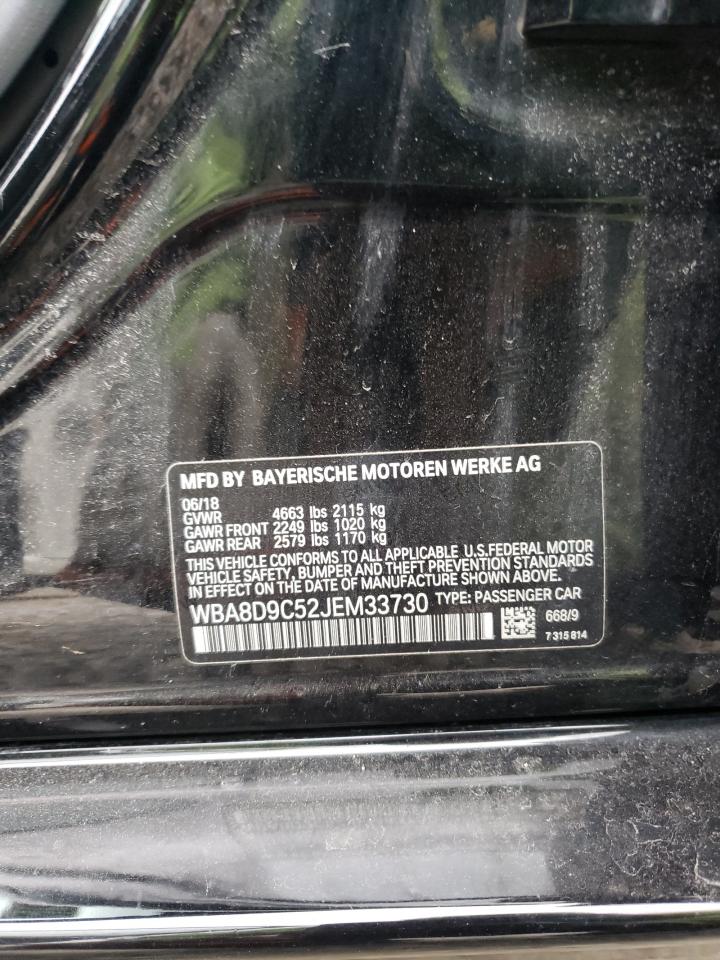 MFD BY BAYERISCHE MOTOREN WERKE AG
06/18
GVWR 4663 lbs 2115 kg
GAWR FRONT 2249 lbs 1020 kg
GAWR REAR 2579 lbs 1170 kg
THIS VEHICLE CONFORMS TO ALL APPLICABLE U.S.FEDERAL MOTOR
VEHICLE SAFETY, BUMPER AND THEFT PREVENTION STANDARDS
IN EFFECT ON THE DATE OF MANUFACTURE SHOWN ABOVE.
WBA8D9C52JEM33730 TYPE: PASSENGER CAR
668/9
7 315 814